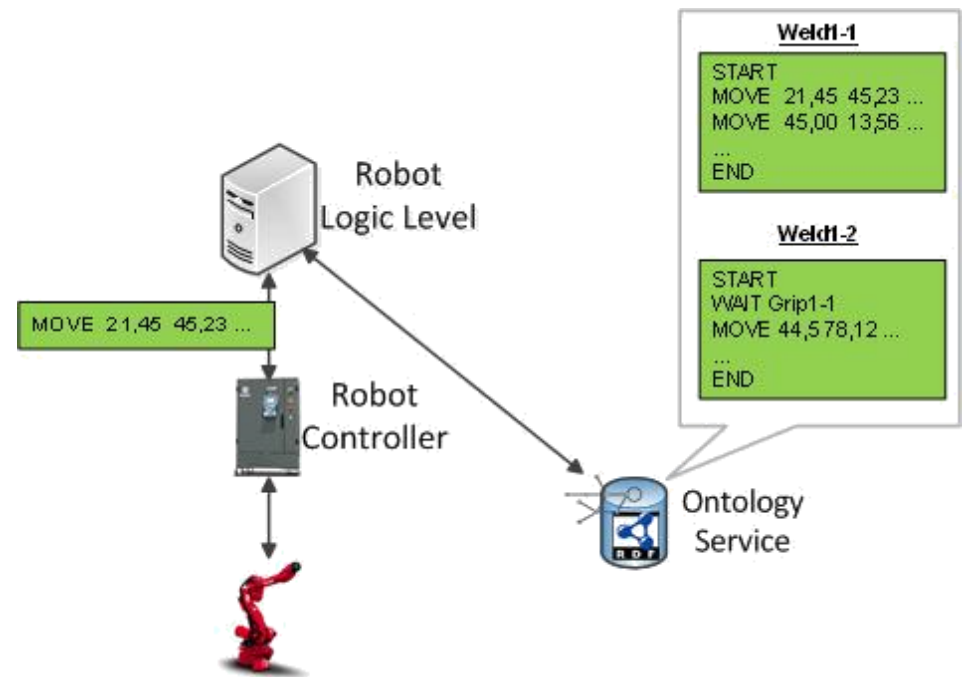 Weld1-1
START
MOVE 21,45 45,23 ...
MOVE 45,00 13,56 ...
...
END
Robot
Logic Level
Weld1-2
START
WAIT Grip1-1
MOVE 44,5 78,12 ...
...
END
MOVE 21,45 45,23 ...
Robot
Controller
Ontology
Service
RDF